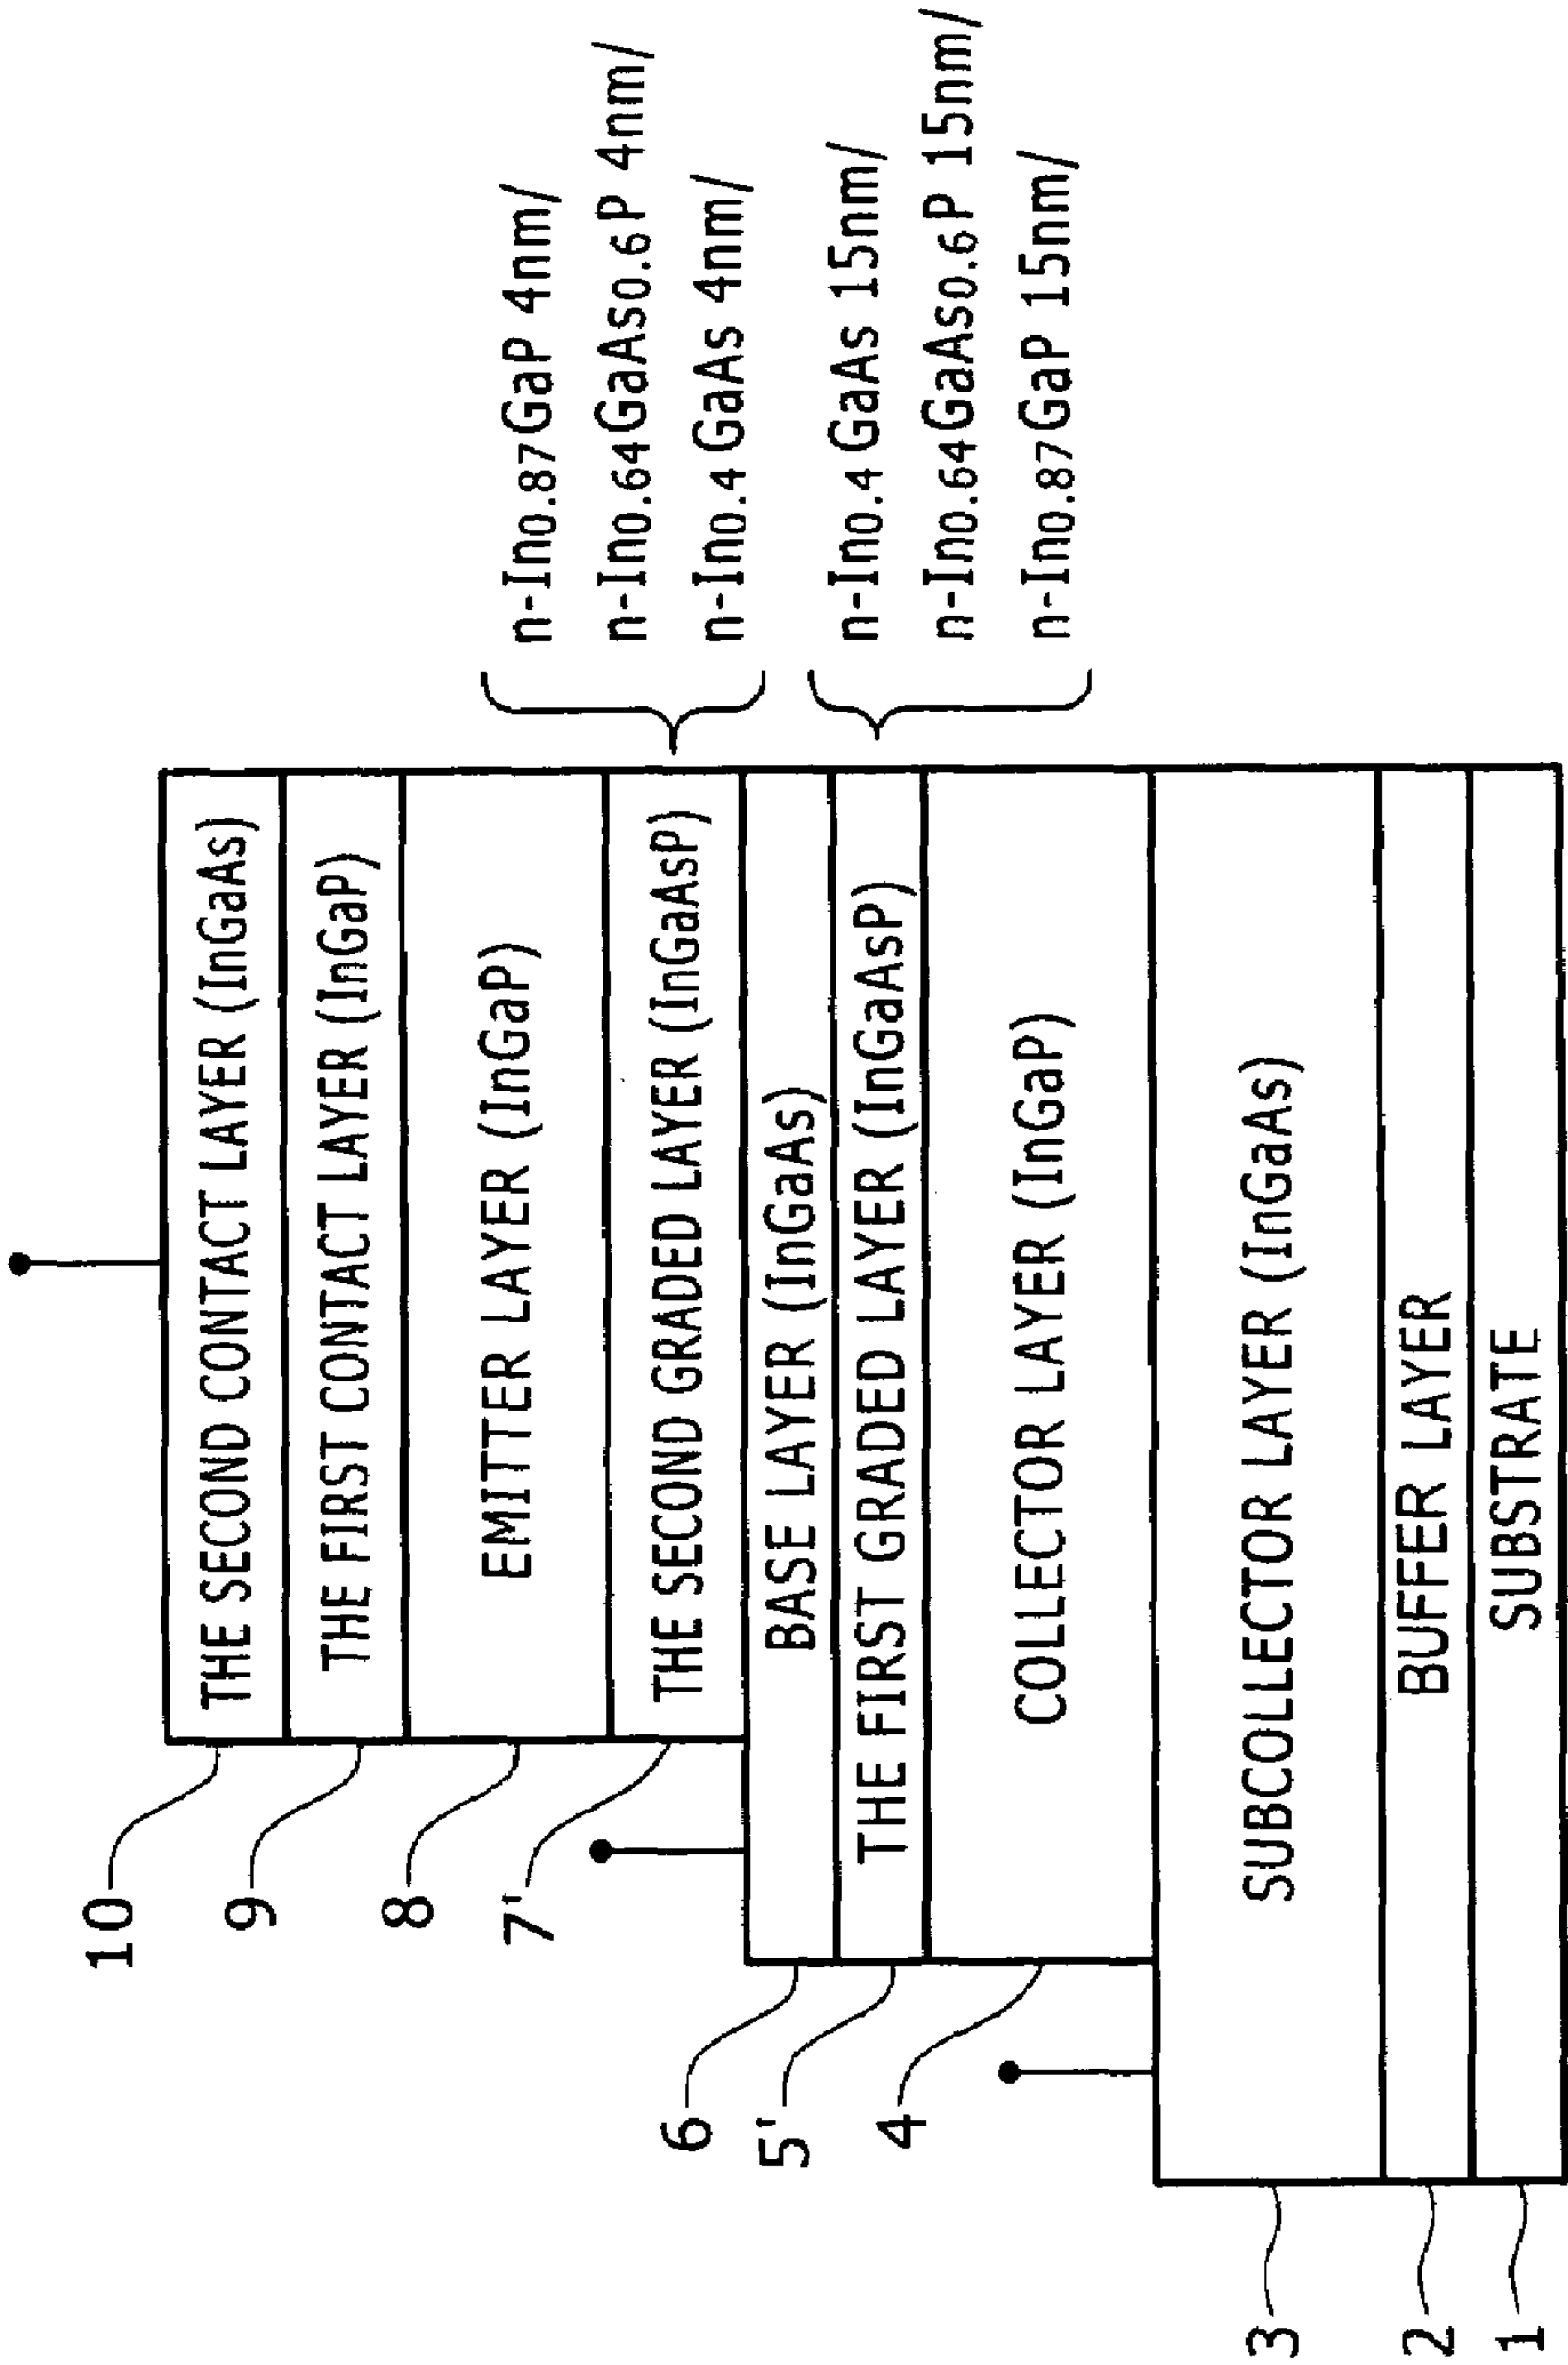 10
THE SECOND CONTACT LAYER (InGaAs)
9
THE FIRST CONTACT LAYER (InGaP)
8
EMITTER LAYER (InGaP)
7'
THE SECOND GRADED LAYER (InGaAsP)
n-In0.87GaP 4nm/
n-In0.64GaAs0.6P 4nm/
n-In0.4GaAs 4nm/
6
BASE LAYER (InGaAs)
5'
THE FIRST GRADED LAYER (InGaAsP)
n-In0.4GaAs 15nm/
n-In0.64GaAs0.6P 15nm/
n-In0.87GaP 15nm/
4
COLLECTOR LAYER (InGaP)
3
SUBCOLLECTOR LAYER (InGaAs)
2
BUFFER LAYER
1
SUBSTRATE